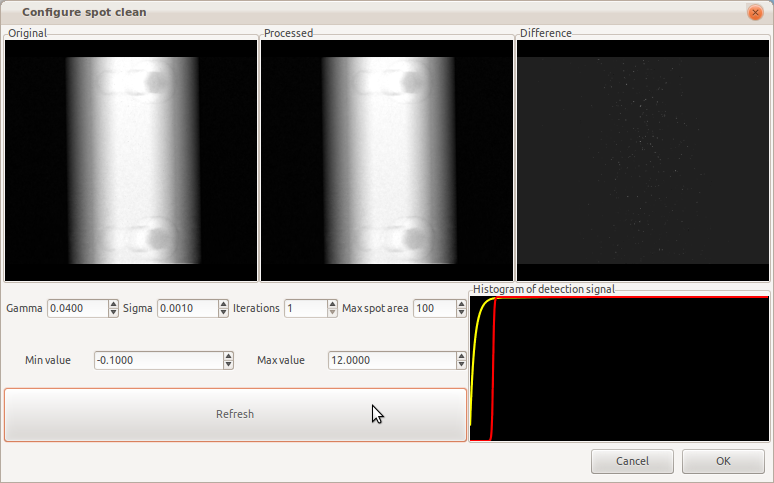 Configure spot clean
Original Processed Difference
Gamma 0.0400 Sigma 0.0010 Iterations 1 Max spot area 100
Histogram of detection signal
Min value -0.1000 Max value 12.0000
Refresh
Cancel OK